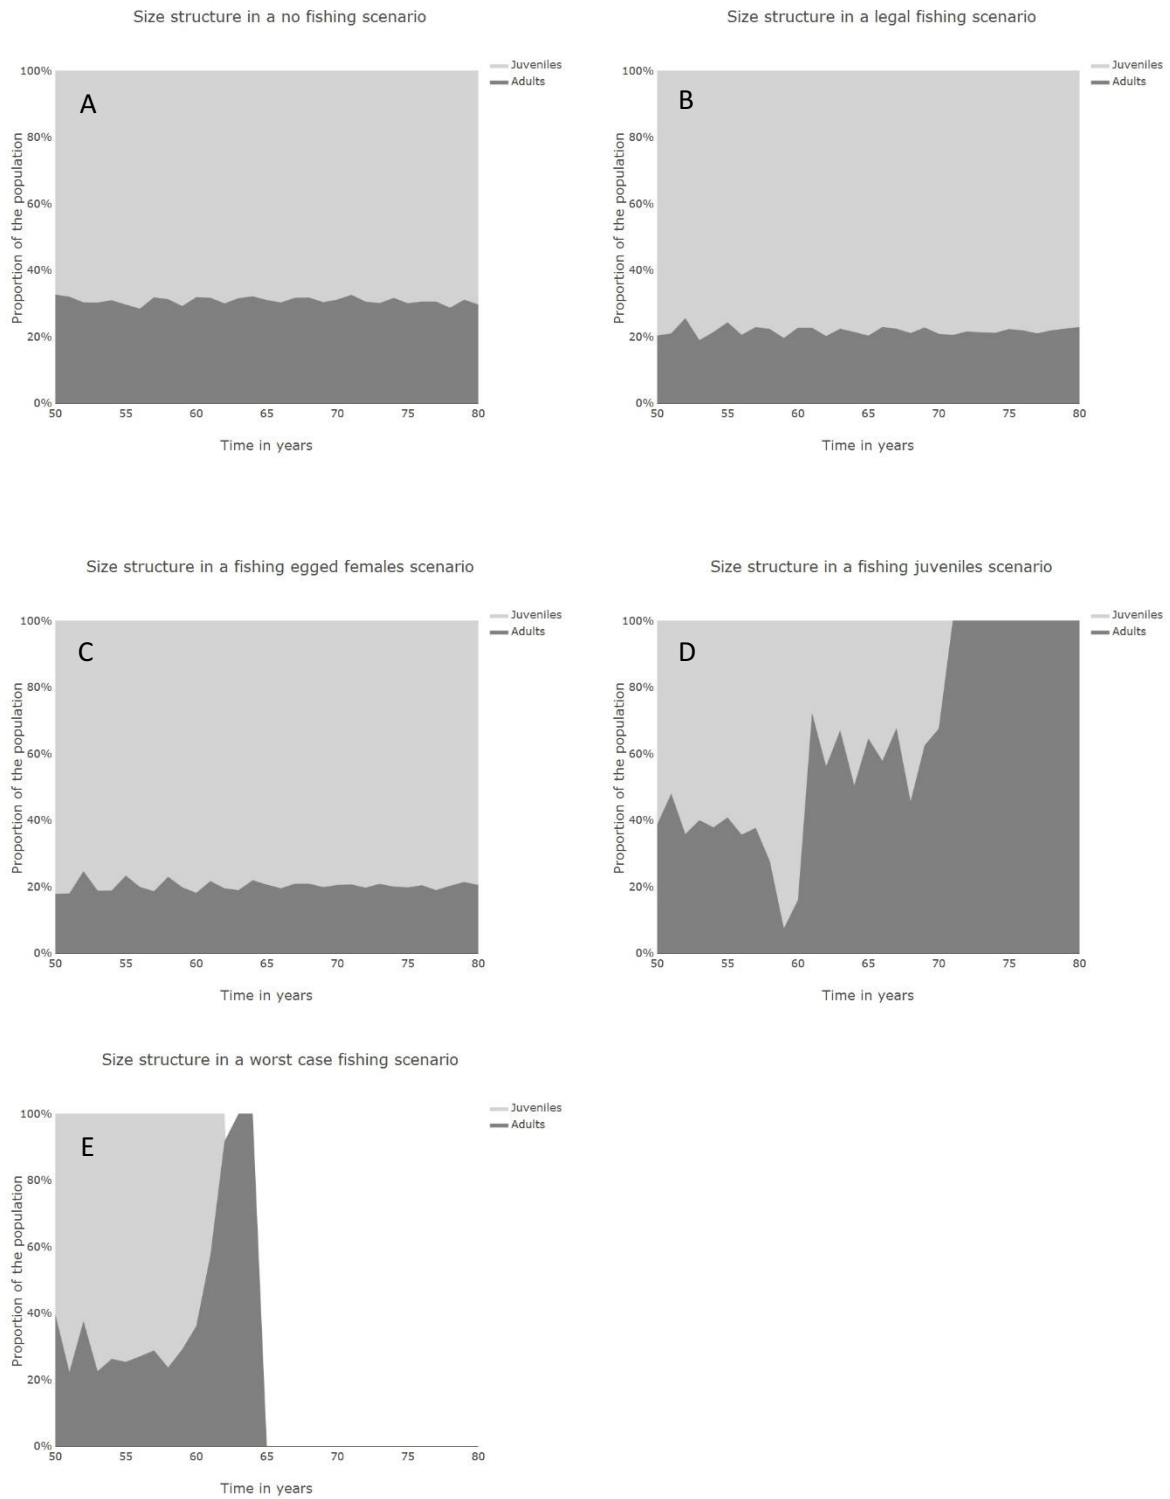 Size structure in a no fishing scenario
Juveniles
Adults
A
Proportion of the population
100%
80%
60%
40%
20%
0%
50 55 60 65 70 75 80
Time in years
Size structure in a legal fishing scenario
Juveniles
Adults
B
Proportion of the population
100%
80%
60%
40%
20%
0%
50 55 60 65 70 75 80
Time in years
Size structure in a fishing egged females scenario
Juveniles
Adults
C
Proportion of the population
100%
80%
60%
40%
20%
0%
50 55 60 65 70 75 80
Time in years
Size structure in a fishing juveniles scenario
Juveniles
Adults
D
Proportion of the population
100%
80%
60%
40%
20%
0%
50 55 60 65 70 75 80
Time in years
Size structure in a worst case fishing scenario
Juveniles
Adults
E
Proportion of the population
100%
80%
60%
40%
20%
0%
50 55 60 65 70 75 80
Time in years